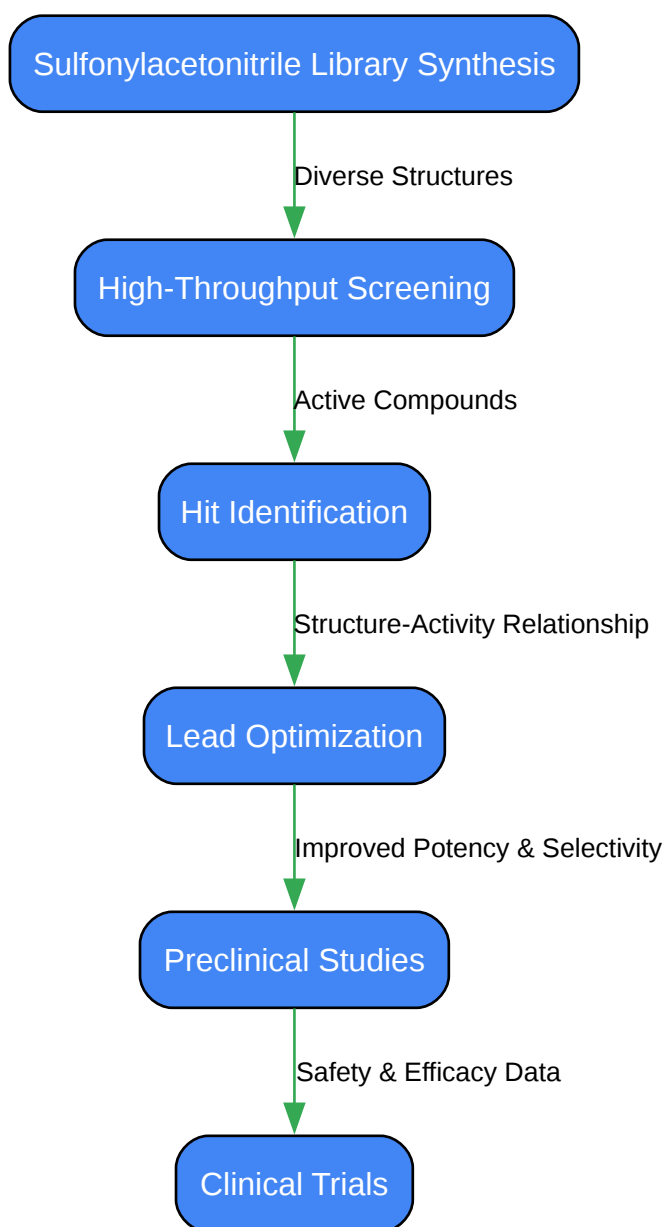 Sulfonylacetonitrile Library Synthesis
Diverse Structures
High-Throughput Screening
Active Compounds
Hit Identification
Structure-Activity Relationship
Lead Optimization
Improved Potency & Selectivity
Preclinical Studies
Safety & Efficacy Data
Clinical Trials